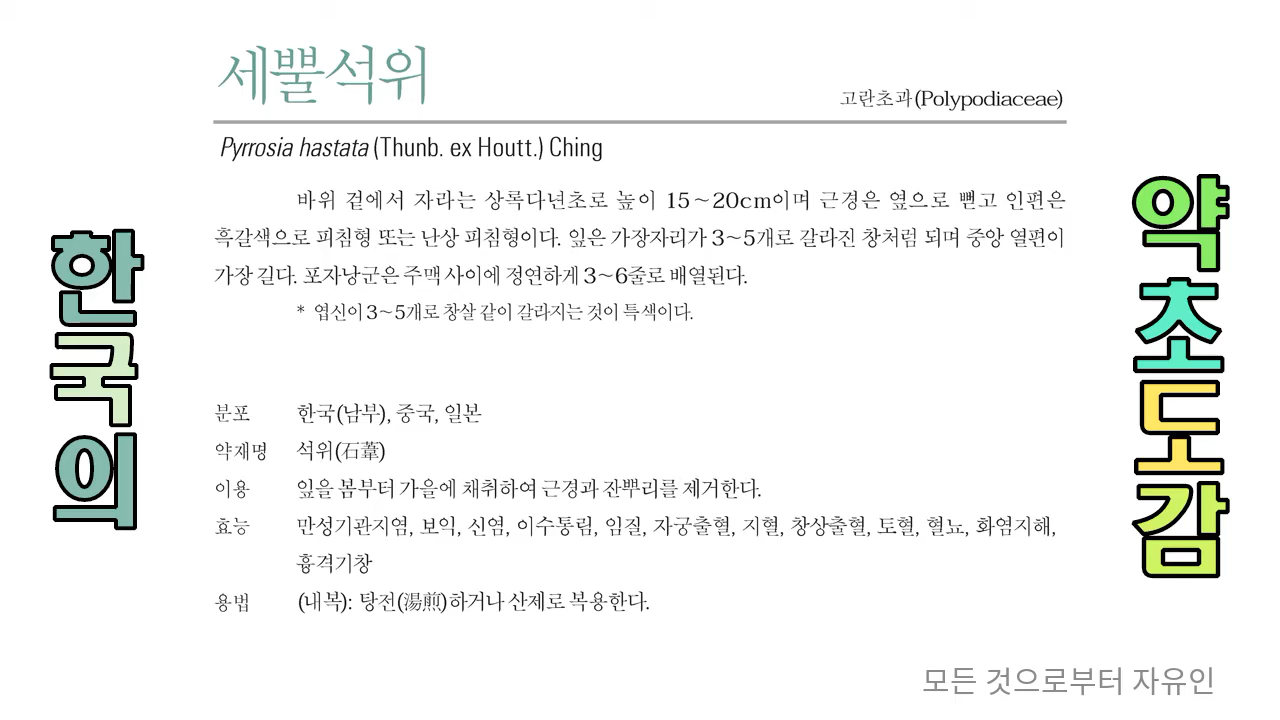 세뿔석위
고란초과(Polypodiaceae)
Pyrrosia hastata (Thunb. ex Houtt.) Ching
바위 겉에서 자라는 상록다년초로 높이 15~20cm이며 근경은 옆으로 뻗고 인편은
흑갈색으로 피침형 또는 난상 피침형이다. 잎은 가장자리가 3~5개로 갈라진 창처럼 되며 중앙 열편이
가장 길다. 포자낭군은 주맥 사이에 정연하게 3~6줄로 배열된다.
* 엽신이 3~5개로 창살 같이 갈라지는 것이 특색이다.
분포 한국(남부), 중국, 일본
약재명 석위(石葦)
이용 잎을 봄부터 가을에 채취하여 근경과 잔뿌리를 제거한다.
효능 만성기관지염, 보익, 신염, 이수통림, 임질, 자궁출혈, 지혈, 창상출혈, 토혈, 혈뇨, 화염지해,
흉격기창
용법 (내복): 탕전(湯煎)하거나 산제로 복용한다.
한국의
약초도감
모든 것으로부터 자유인